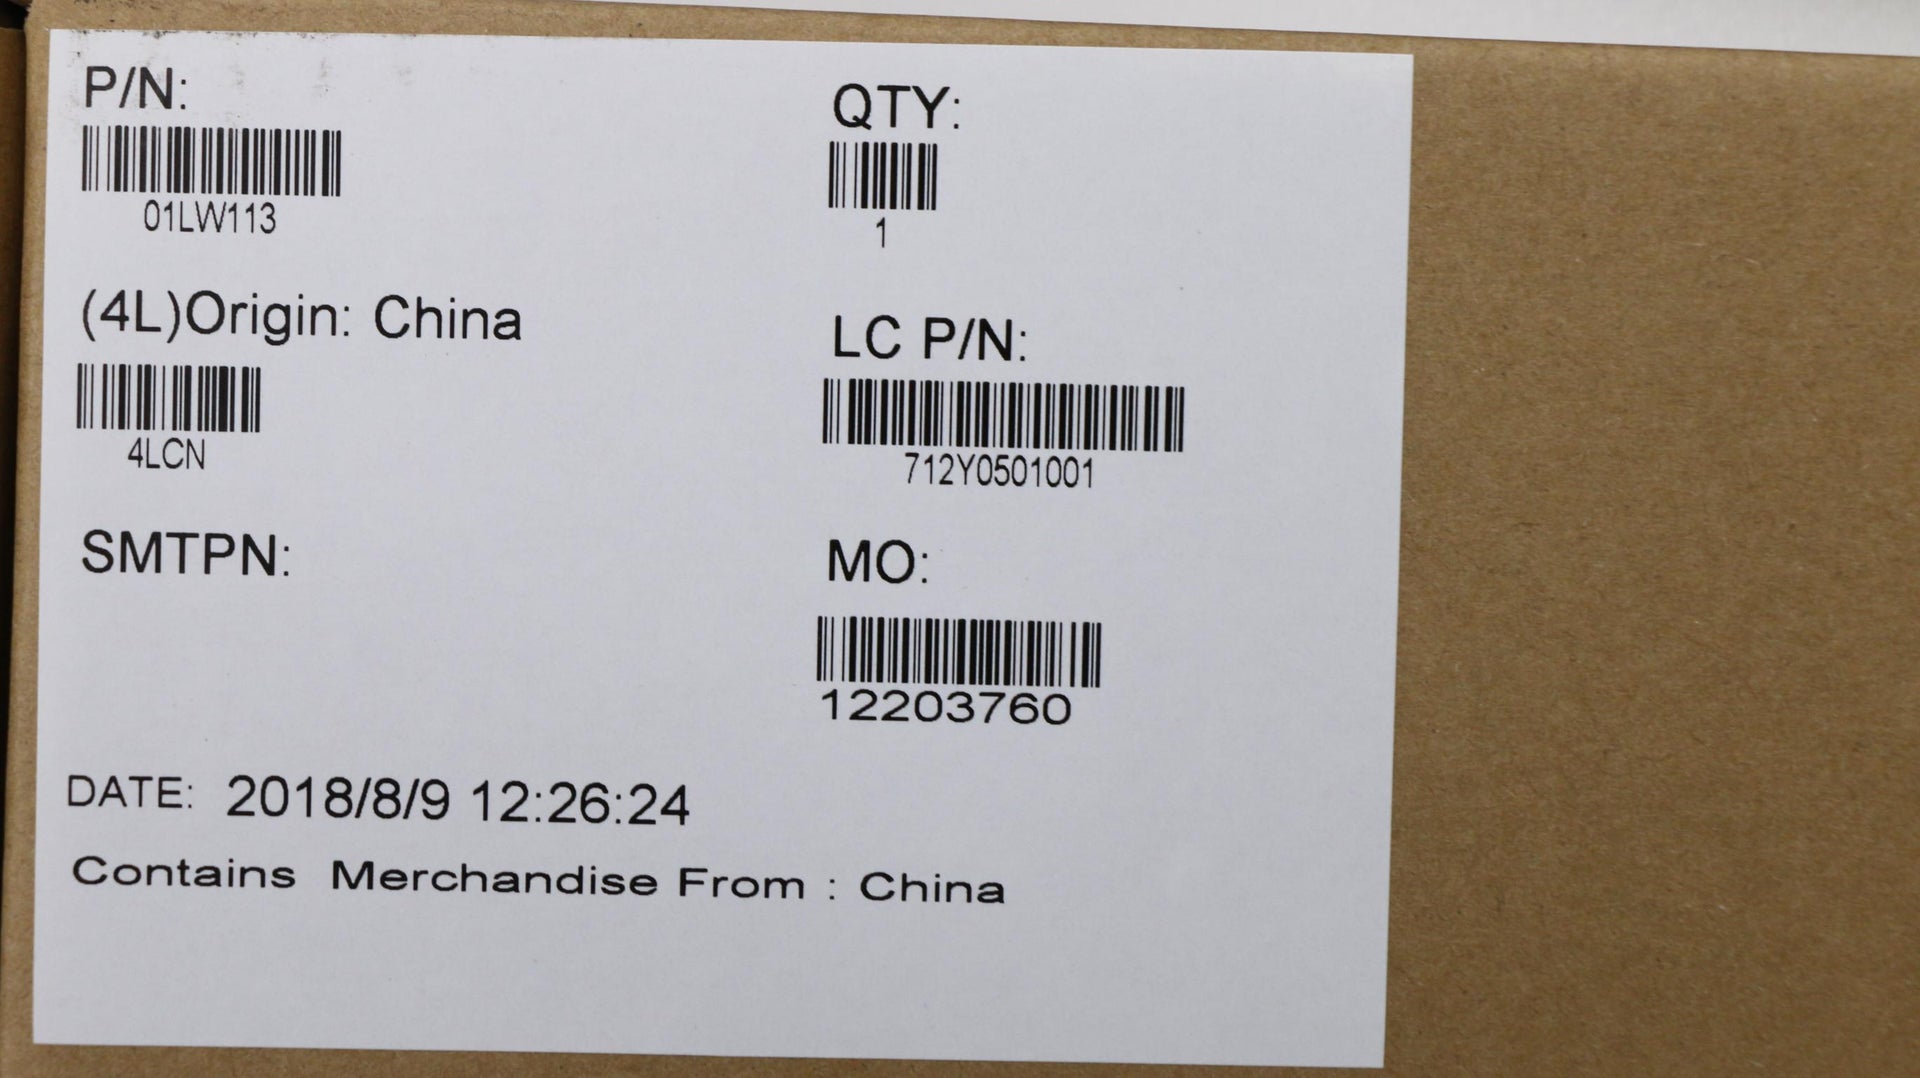 P/N:
01LW113
QTY:
1
(4L)Origin: China
4LCN
LC P/N:
712Y0501001
SMTPN:
MO:
12203760
DATE: 2018/8/9 12:26:24
Contains Merchandise From : China